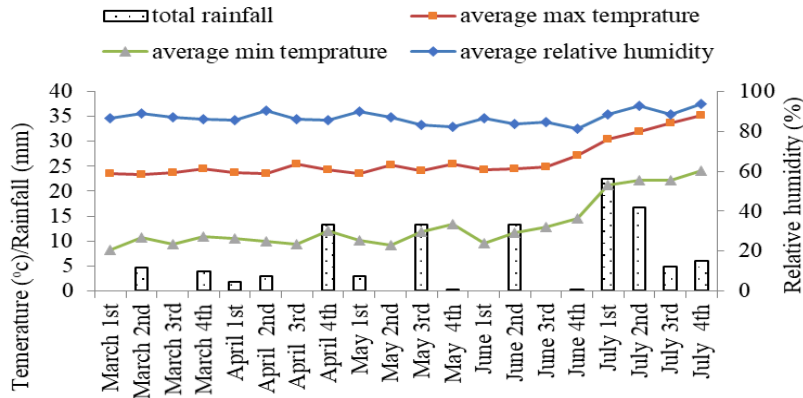 total rainfall
average max temprature
average min temprature
average relative humidity
Temerature (°c)/Rainfall (mm)
40
35
30
25
20
15
10
5
0
100
80
60
40
20
0
Relative humidity (%)
March 1st
March 2nd
March 3rd
March 4th
April 1st
April 2nd
April 3rd
April 4th
May 1st
May 2nd
May 3rd
May 4th
June 1st
June 2nd
June 3rd
June 4th
July 1st
July 2nd
July 3rd
July 4th